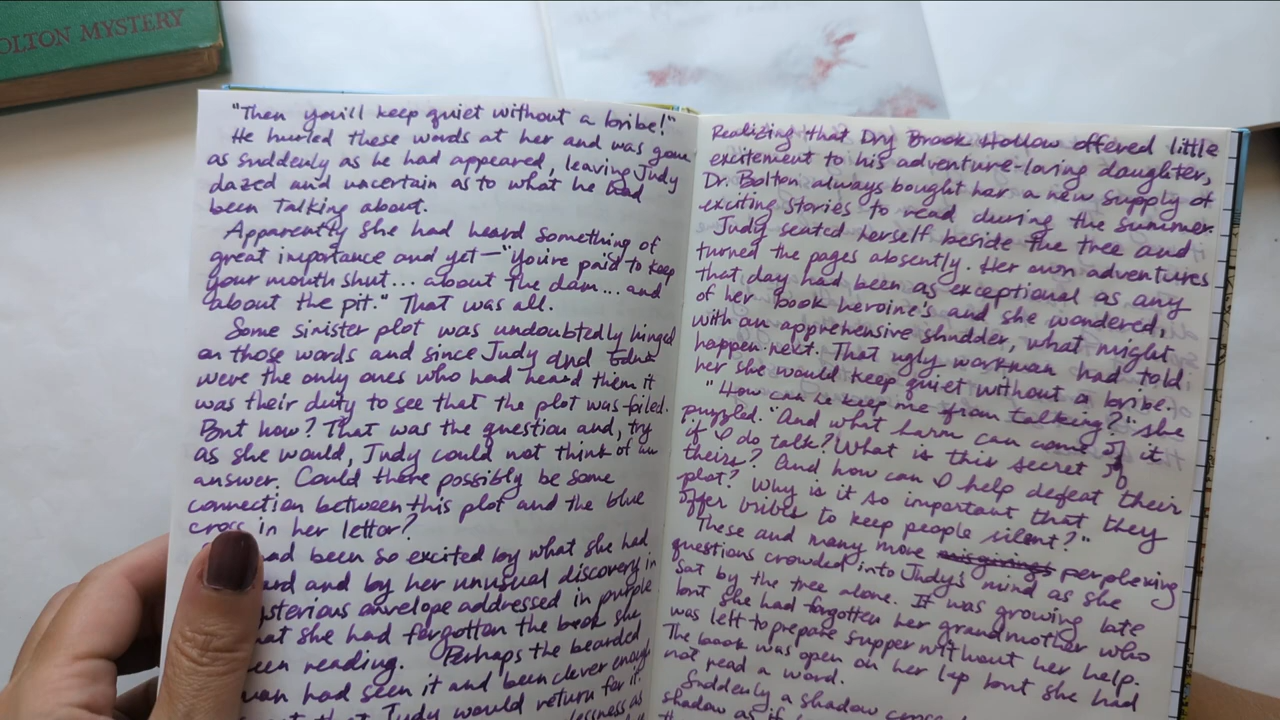 OLTON MYSTERY
"Then you'll keep quiet without a bribe!"
He hurled these words at her and was gone
as suddenly as he had appeared, leaving Judy
dazed and uncertain as to what he had
been talking about.
Apparently she had heard something of
great importance and yet—"you're paid to keep
your mouth shut... about the dam... and
about the pit." That was all.
Some sinister plot was undoubtedly hinged
on those words and since Judy and Edna
were the only ones who had heard them it
was their duty to see that the plot was foiled.
But how? That was the question and, try
as she would, Judy could not think of an
answer. Could there possibly be some
connection between this plot and the blue
cross in her letter?
had been so excited by what she had
ard and by her unusual discovery in
sterious envelope addressed in purple
hat she had forgotten the book she
een reading. Perhaps the bearded
man had seen it and been clever enough
that Judy would return for it.
lessness as
Realizing that Dry Brook Hollow offered little
excitement to his adventure-loving daughter,
Dr. Bolton always bought her a new supply of
exciting stories to read during the summer.
Judy seated herself beside the tree and
turned the pages absently. Her own adventures
that day had been as exceptional as any
of her book heroine's and she wondered,
with an apprehensive shudder, what might
happen next. That ugly workman had told
her she would keep quiet without a bribe.
"How can he keep me from talking?" she
puzzled. "And what harm can come of it
if I do talk? What is this secret of
theirs? And how can I help defeat their
plot? Why is it so important that they
offer bribes to keep people silent?"
These and many more misgivings perplexing
questions crowded into Judy's mind as she
sat by the tree alone. It was growing late
but she had forgotten her grandmother who
was left to prepare supper without her help.
The book was open on her lap but she had
not read a word.
Suddenly a shadow
shadow as if